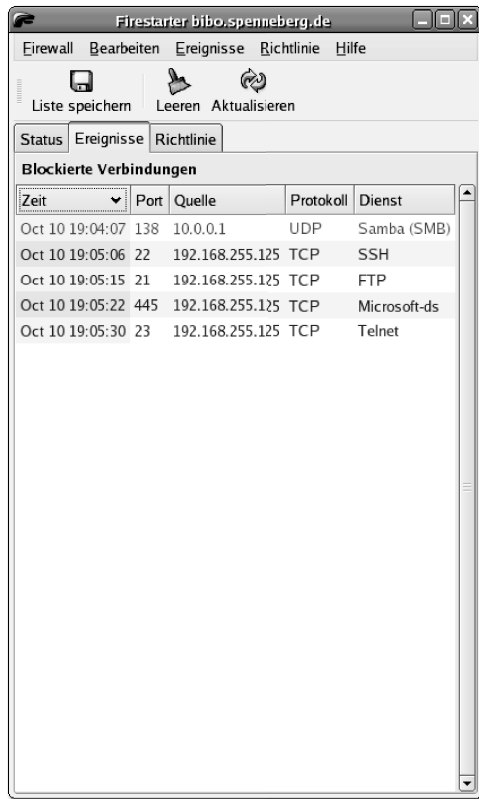 Firestarter bibo.spenneberg.de
Firewall Bearbeiten Ereignisse Richtlinie Hilfe
Liste speichern Leeren Aktualisieren
Status Ereignisse Richtlinie
Blockierte Verbindungen
Zeit Port Quelle Protokoll Dienst
Oct 10 19:04:07 138 10.0.0.1 UDP Samba (SMB)
Oct 10 19:05:06 22 192.168.255.125 TCP SSH
Oct 10 19:05:15 21 192.168.255.125 TCP FTP
Oct 10 19:05:22 445 192.168.255.125 TCP Microsoft-ds
Oct 10 19:05:30 23 192.168.255.125 TCP Telnet